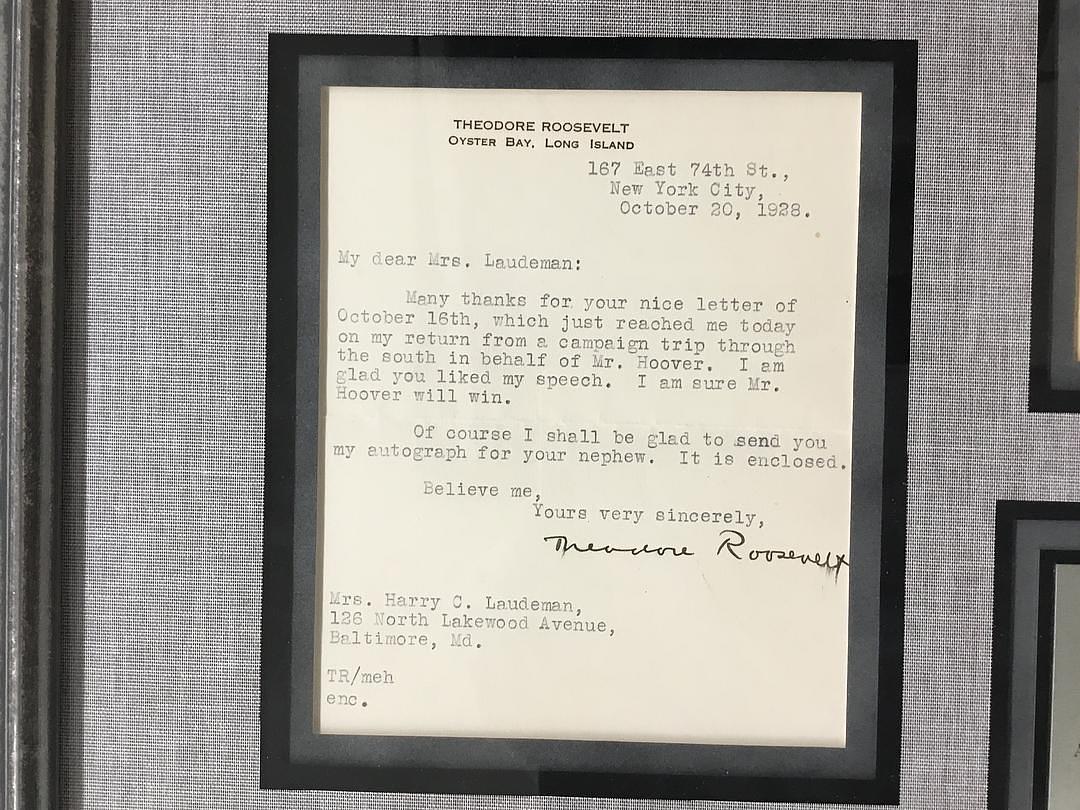 THEODORE ROOSEVELT
OYSTER BAY, LONG ISLAND
167 East 74th St.,
New York City,
October 20, 1928.
My dear Mrs. Laudeman:
Many thanks for your nice letter of
October 16th, which just reached me today
on my return from a campaign trip through
the south in behalf of Mr. Hoover. I am
glad you liked my speech. I am sure Mr.
Hoover will win.
Of course I shall be glad to send you
my autograph for your nephew. It is enclosed.
Believe me,
Yours very sincerely,
Theodore Roosevelt
Mrs. Harry C. Laudeman,
126 North Lakewood Avenue,
Baltimore, Md.
TR/meh
enc.